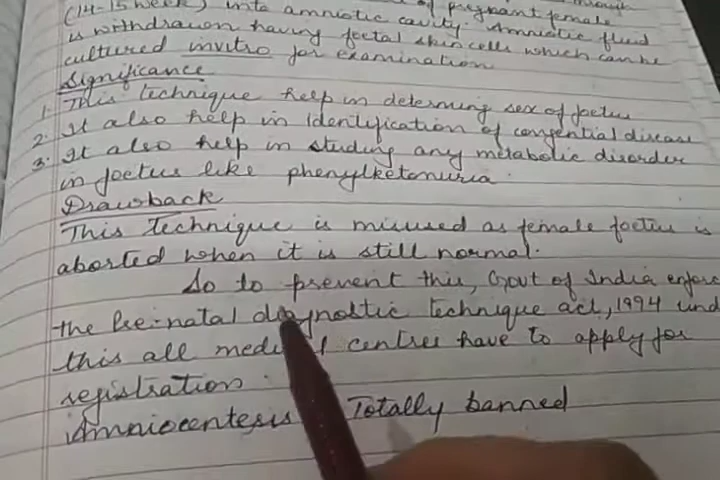 of pregnant female
(14-15 week) into amniotic cavity. Amniotic fluid
is withdrawn having foetal skin cells which can be
cultured invitro for examination
Significance
1. This technique help in determing sex of foetus
2. It also help in identification of congential disease
3. It also help in studing any metabolic disorder
in foetus like phenylketonuria.
Drawback
This technique is misused as female foetus is
aborted when it is still normal.
So to prevent this, Govt of India
the Pre-natal diagnostic technique act, 1994
this all centres have to apply for
registration.
Amniocentesis Totally banned